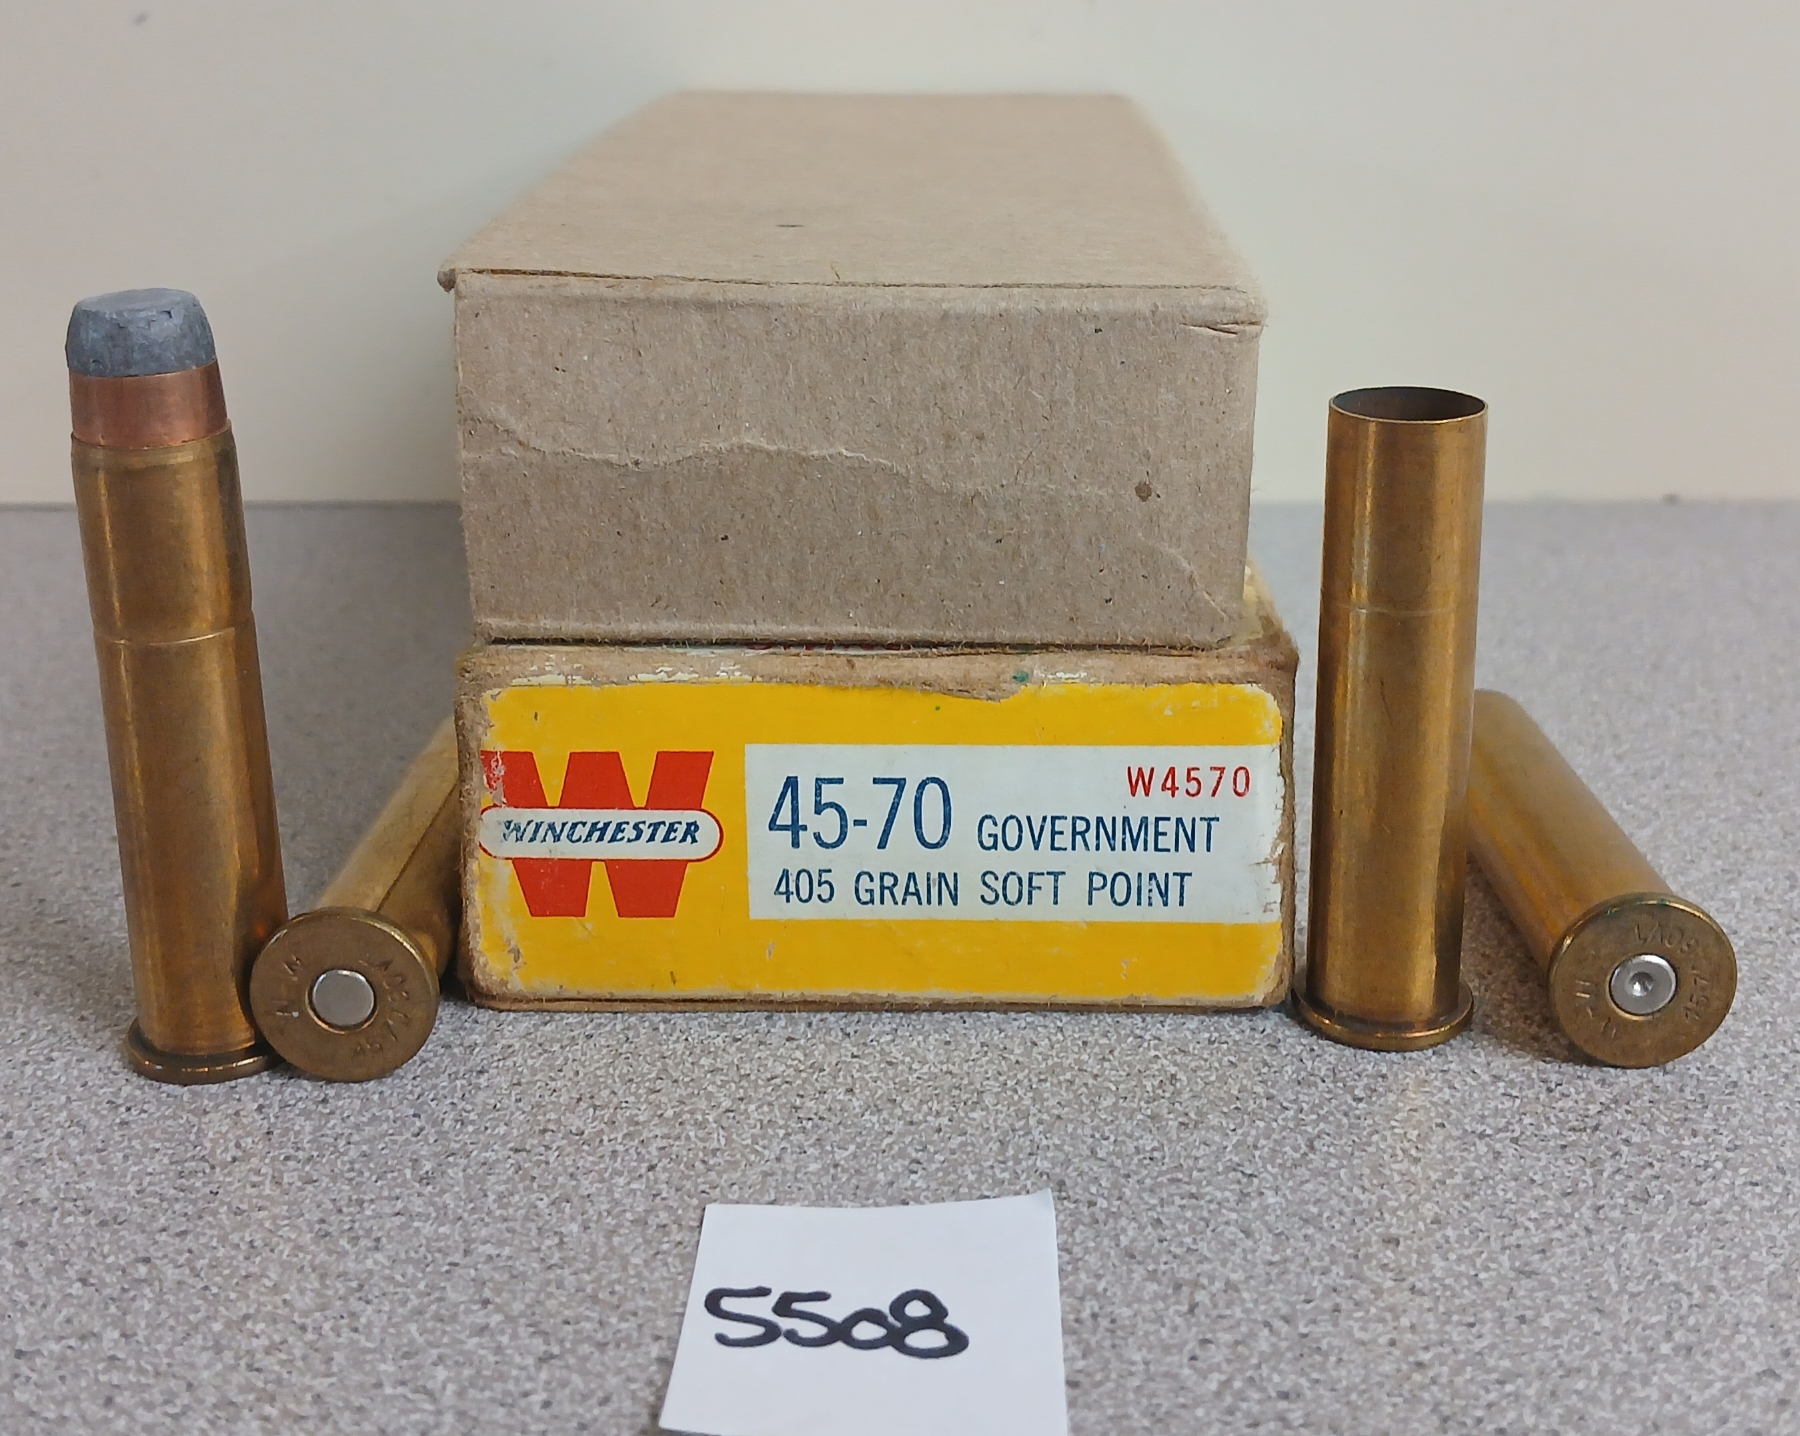 WINCHESTER
W4570
45-70 GOVERNMENT
405 GRAIN SOFT POINT
5508